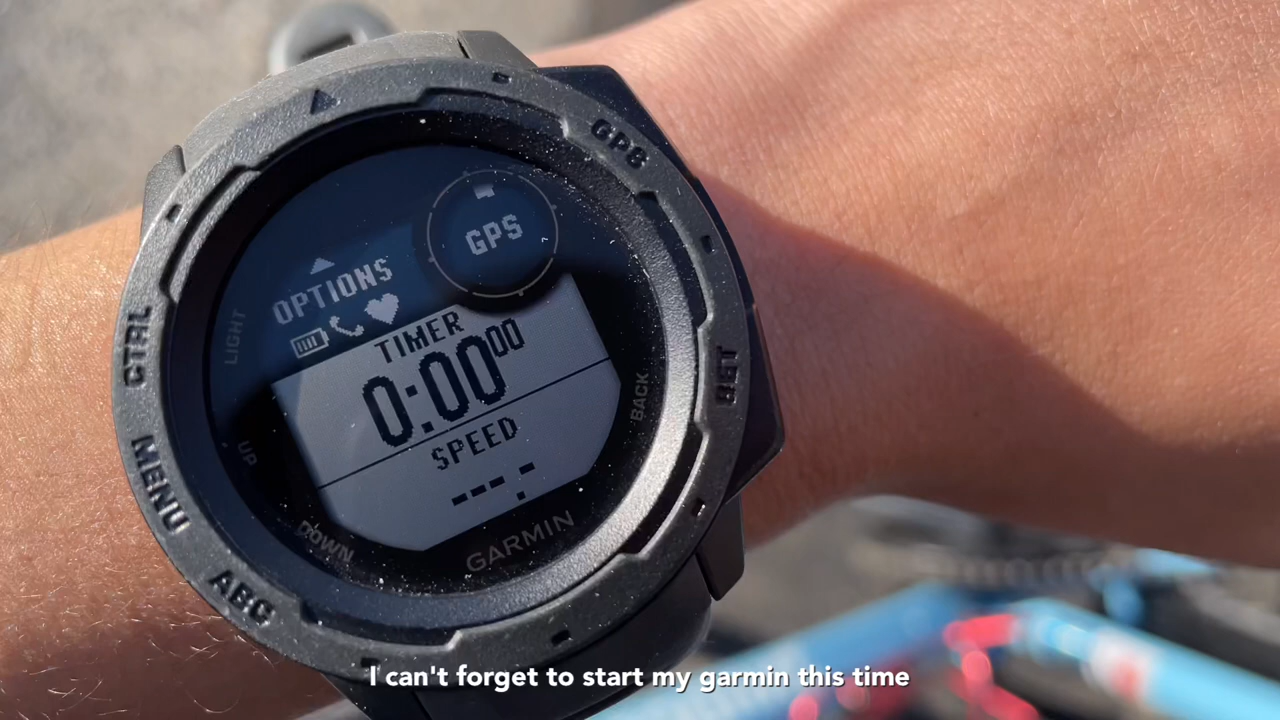 GPS
GPS
OPTIONS
LIGHT
CTRL
TIMER
0:00 00
SET
BACK
SPEED
---:-
UP
MENU
DOWN
GARMIN
ABC
I can't forget to start my garmin this time